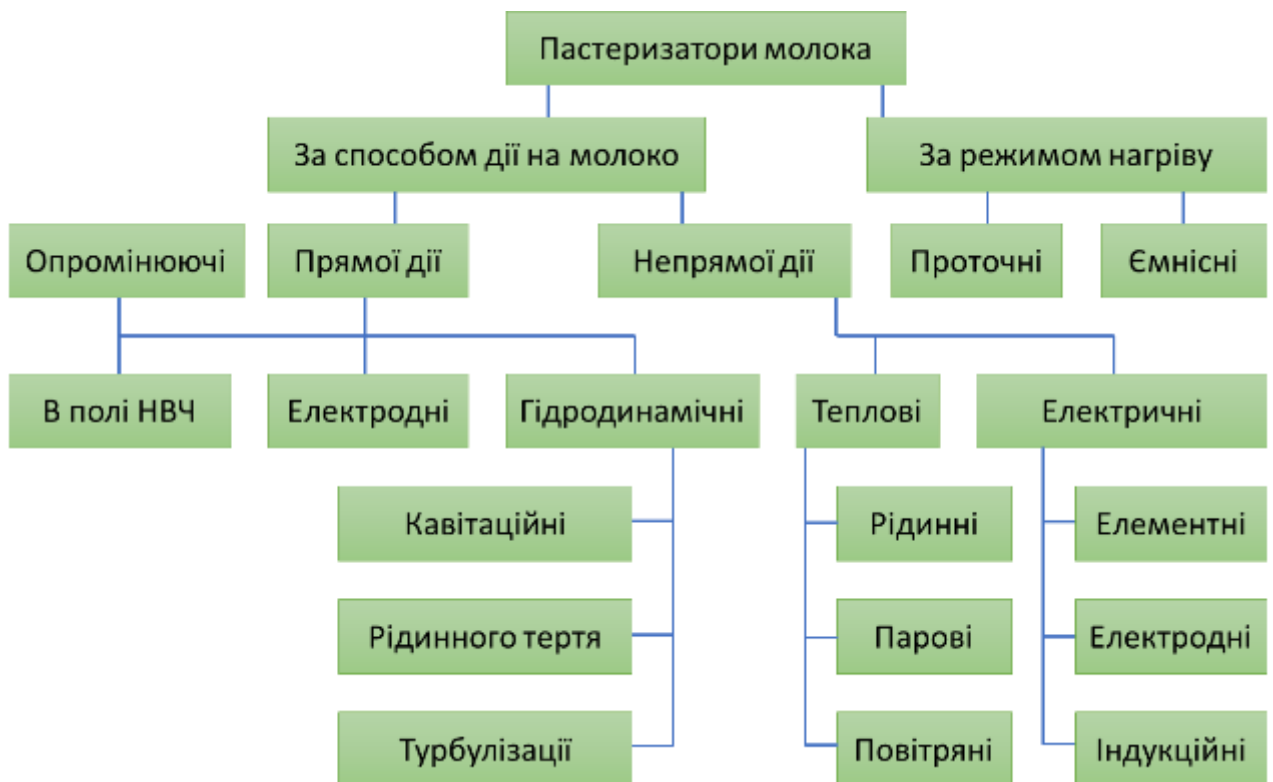 Пастеризатори молока
За способом дії на молоко
За режимом нагріву
Опромінюючі
Прямої дії
Непрямої дії
Проточні
Ємнісні
В полі НВЧ
Електродні
Гідродинамічні
Теплові
Електричні
Кавітаційні
Рідинні
Елементні
Рідинного тертя
Парові
Електродні
Турбулізації
Повітряні
Індукційні